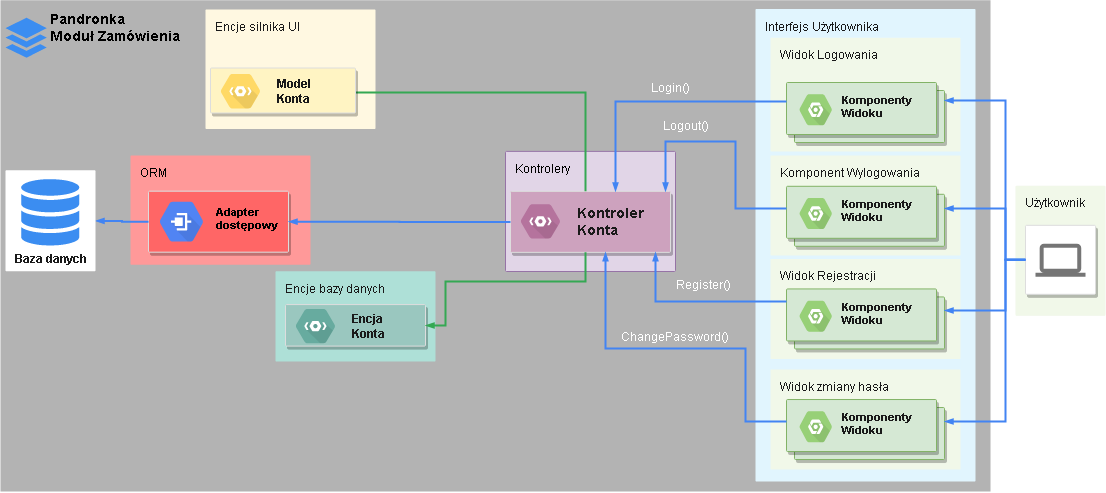 Pandronka
Moduł Zamówienia
Encje silnika UI
Model
Konta
Interfejs Użytkownika
Widok Logowania
Komponenty
Widoku
Login()
Logout()
Komponent Wylogowania
Komponenty
Widoku
ORM
Adapter
dostępowy
Baza danych
Kontrolery
Kontroler
Konta
Użytkownik
Encje bazy danych
Encja
Konta
Register()
Widok Rejestracji
Komponenty
Widoku
ChangePassword()
Widok zmiany hasła
Komponenty
Widoku